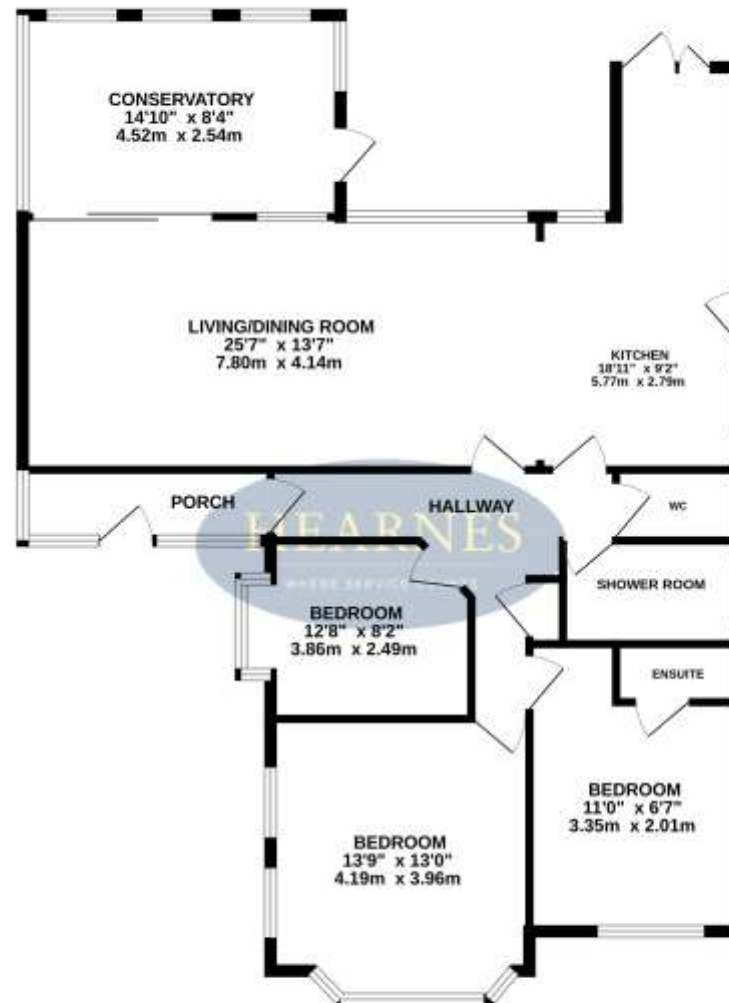 CONSERVATORY
14'10" x 8'4"
4.52m x 2.54m
LIVING/DINING ROOM
25'7" x 13'7"
7.80m x 4.14m
KITCHEN
18'11" x 9'2"
5.77m x 2.79m
PORCH
HALLWAY
WC
HEARNES
WHERE SERVICE COUNTS
SHOWER ROOM
BEDROOM
12'8" x 8'2"
3.86m x 2.49m
ENSUITE
BEDROOM
11'0" x 6'7"
3.35m x 2.01m
BEDROOM
13'9" x 13'0"
4.19m x 3.96m